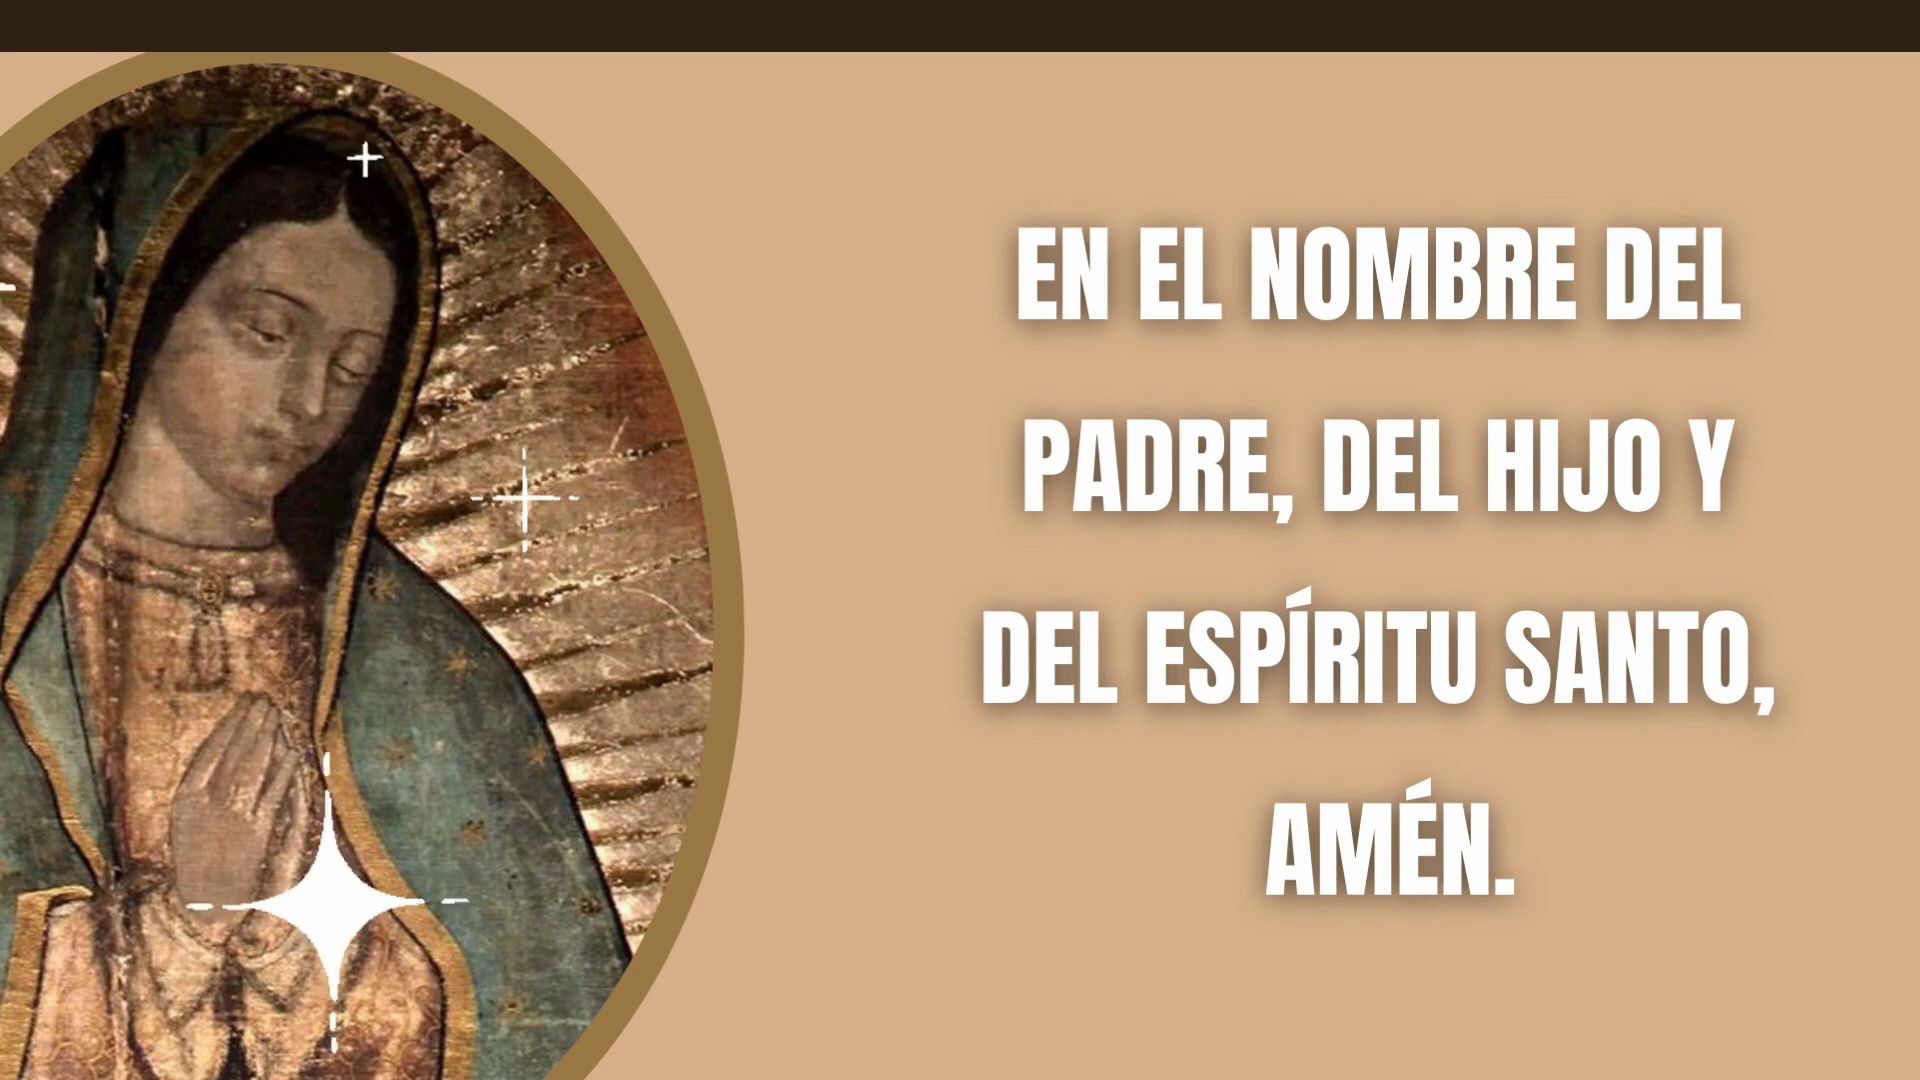 EN EL NOMBRE DEL
PADRE, DEL HIJO Y
DEL ESPÍRITU SANTO,
AMÉN.